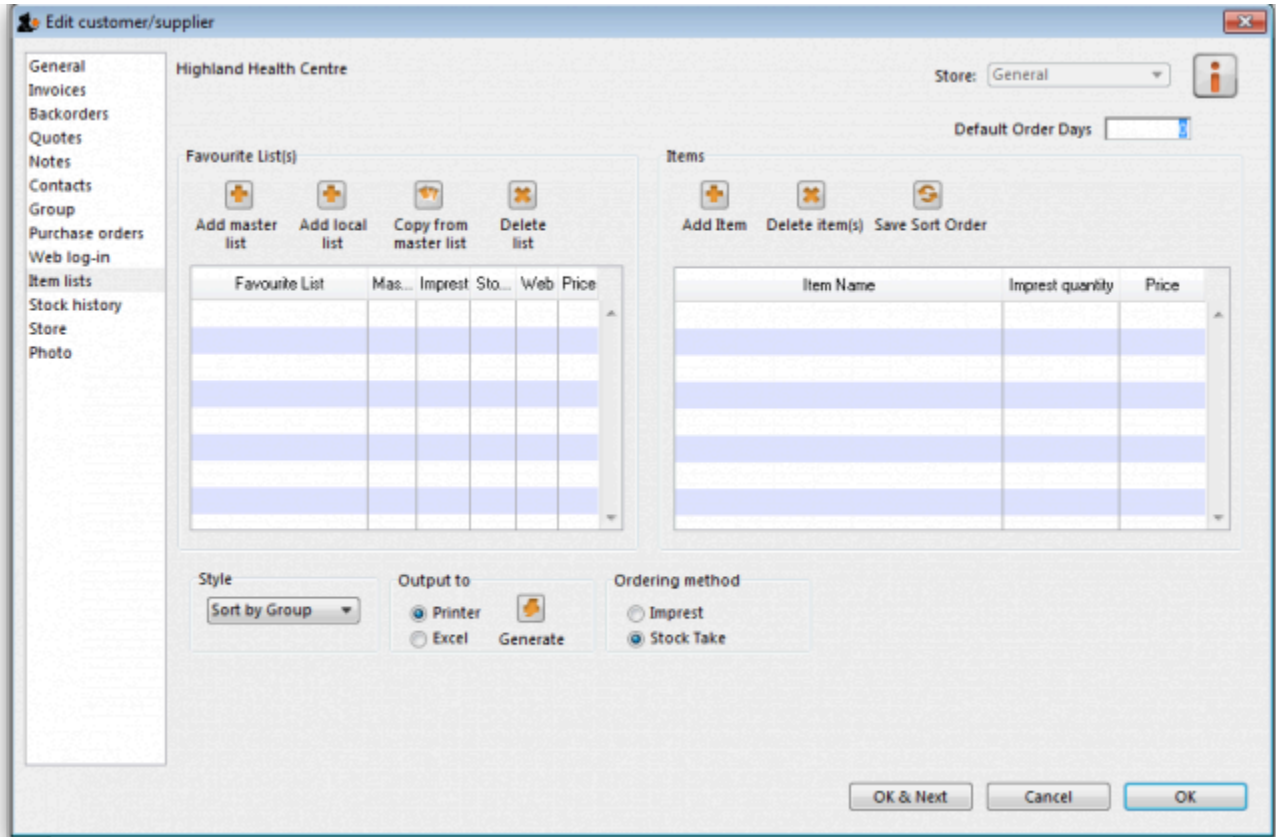 Edit customer/supplier
General
Invoices
Backorders
Quotes
Notes
Contacts
Group
Purchase orders
Web log-in
Item lists
Stock history
Store
Photo
Highland Health Centre
Store: General
Default Order Days 0
Favourite List(s)
Add master list
Add local list
Copy from master list
Delete list
Favourite List Mas... Imprest Sto... Web Price
Items
Add Item Delete item(s) Save Sort Order
Item Name Imprest quantity Price
Style
Sort by Group
Output to
Printer
Excel
Generate
Ordering method
Imprest
Stock Take
OK & Next Cancel OK